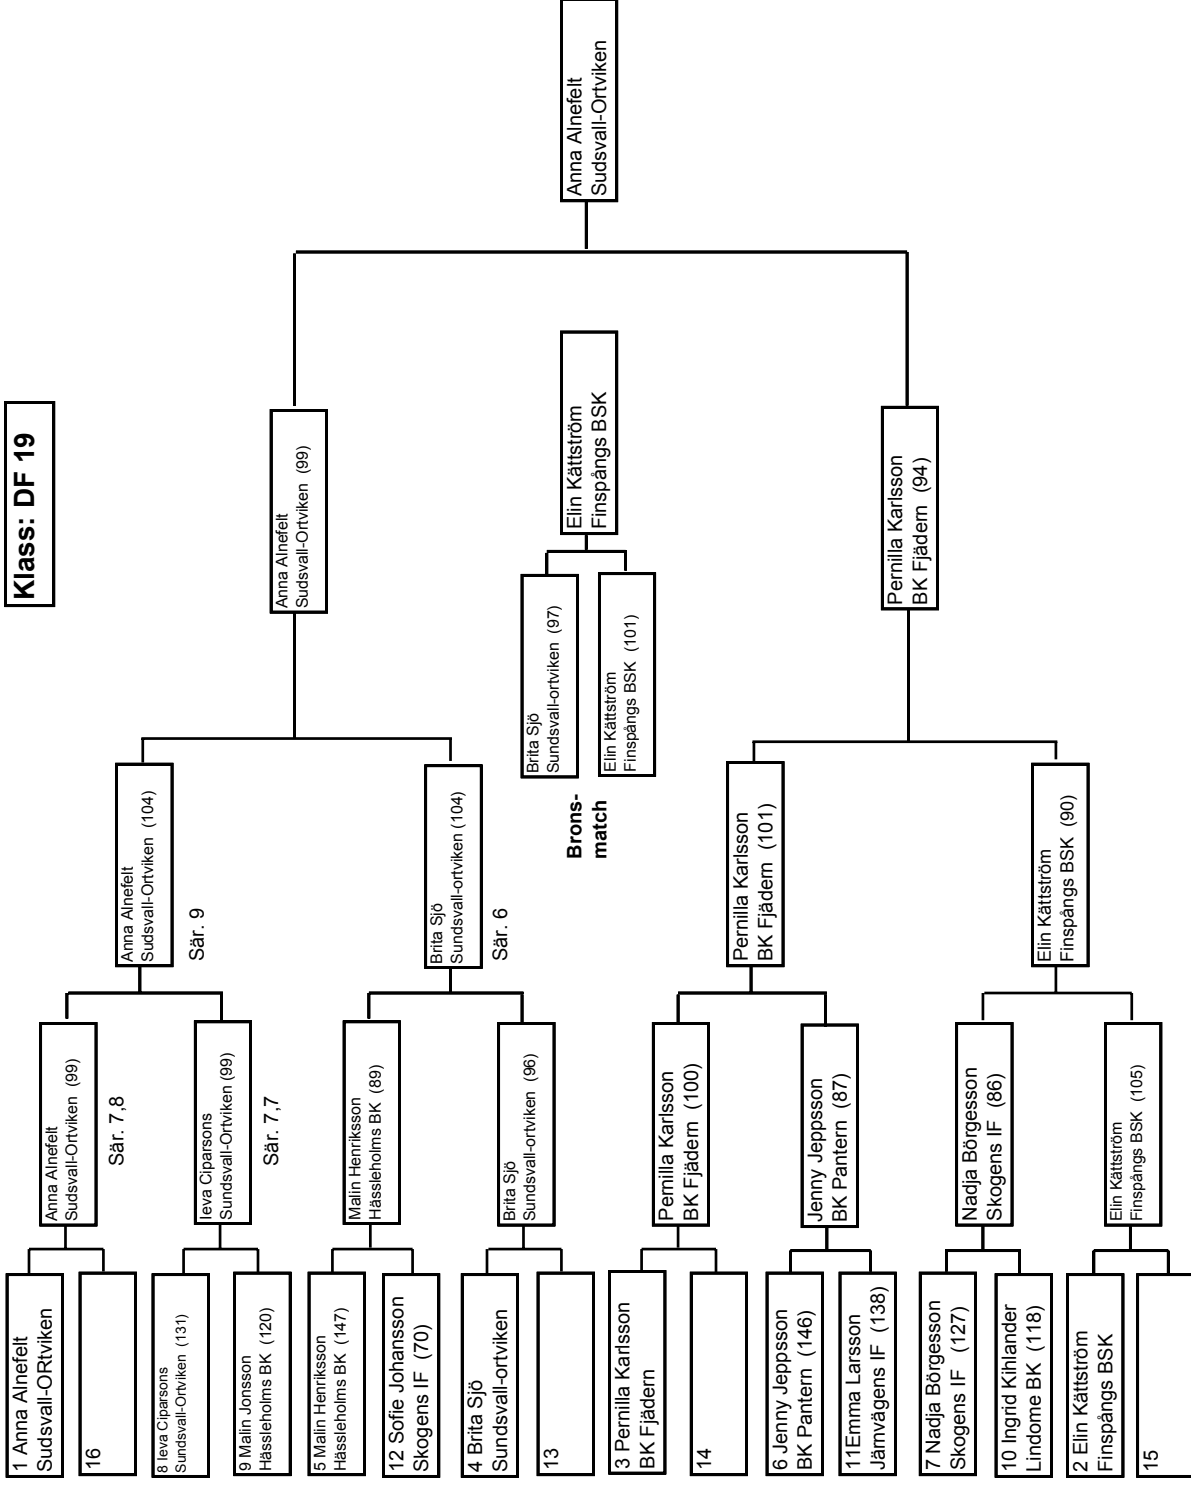 Klass: DF 19
1 Anna Alnefelt
Sudsvall-ORtviken
16
8 Ieva Ciparsons
Sundsvall-Ortviken (131)
9 Malin Jonsson
Hässleholms BK (120)
5 Malin Henriksson
Hässleholms BK (147)
12 Sofie Johansson
Skogens IF (70)
4 Brita Sjö
Sundsvall-ortviken
13
3 Pernilla Karlsson
BK Fjädern
14
6 Jenny Jeppsson
BK Pantern (146)
11Emma Larsson
Järnvägens IF (138)
7 Nadja Börgesson
Skogens IF (127)
10 Ingrid Kihlander
Lindome BK (118)
2 Elin Kättström
Finspångs BSK
15
Anna Alnefelt
Sudsvall-Ortviken (99)
Sär. 7,8
Ieva Ciparsons
Sundsvall-Ortviken (99)
Sär. 7,7
Malin Henriksson
Hässleholms BK (89)
Brita Sjö
Sundsvall-ortviken (96)
Pernilla Karlsson
BK Fjädern (100)
Jenny Jeppsson
BK Pantern (87)
Nadja Börgesson
Skogens IF (86)
Elin Kättström
Finspångs BSK (105)
Anna Alnefelt
Sudsvall-Ortviken (104)
Sär. 9
Brita Sjö
Sundsvall-ortviken (104)
Sär. 6
Pernilla Karlsson
BK Fjädern (101)
Elin Kättström
Finspångs BSK (90)
Brons-
match
Brita Sjö
Sundsvall-ortviken (97)
Elin Kättström
Finspångs BSK (101)
Elin Kättström
Finspångs BSK
Anna Alnefelt
Sudsvall-Ortviken (99)
Pernilla Karlsson
BK Fjädern (94)
Anna Alnefelt
Sudsvall-Ortviken